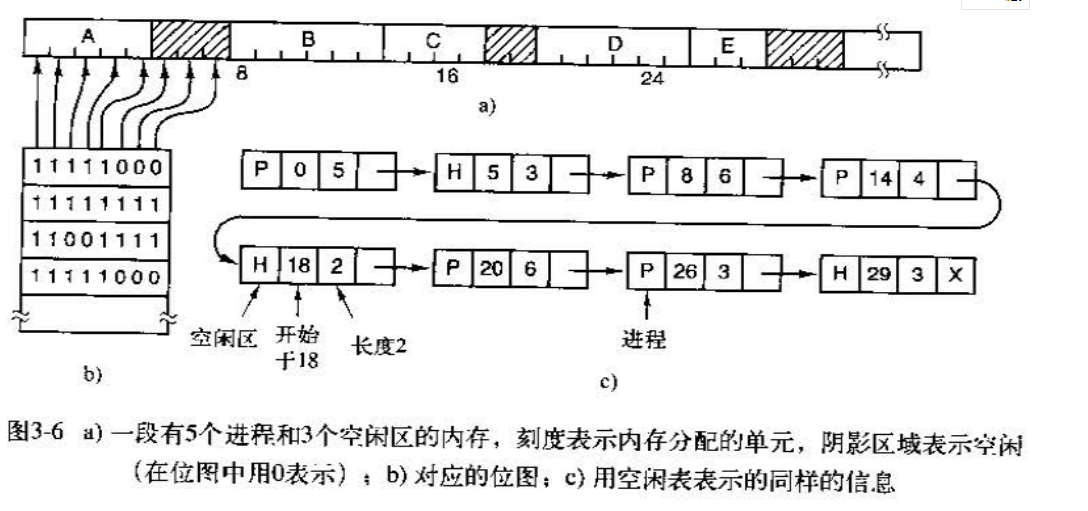 A B C D E
8 16 24
a)
11111000
11111111
11001111
11111000
b)
P 0 5 H 5 3 P 8 6 P 14 4
H 18 2 P 20 6 P 26 3 H 29 3 X
空闲区 开始于18 长度2 进程
c)
图3-6 a) 一段有5个进程和3个空闲区的内存，刻度表示内存分配的单元，阴影区域表示空闲
（在位图中用0表示）；b) 对应的位图；c) 用空闲表表示的同样的信息